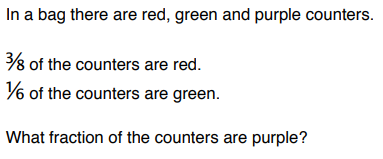 In a bag there are red, green and purple counters.
⅜ of the counters are red.
⅙ of the counters are green.
What fraction of the counters are purple?